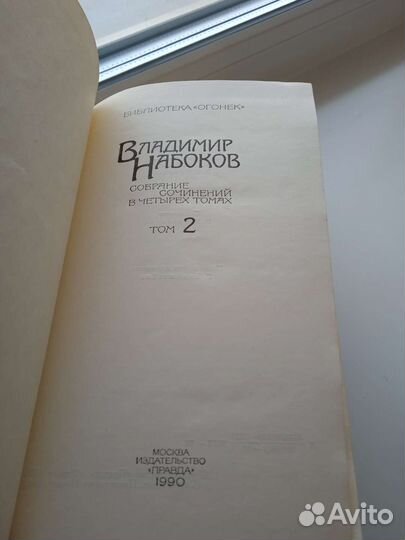 БИБЛИОТЕКА «ОГОНЕК»
ВЛАДИМИР
НАБОКОВ
СОБРАНИЕ
СОЧИНЕНИЙ
В ЧЕТЫРЕХ ТОМАХ
ТОМ 2
МОСКВА
ИЗДАТЕЛЬСТВО
«ПРАВДА»
1990
Avito